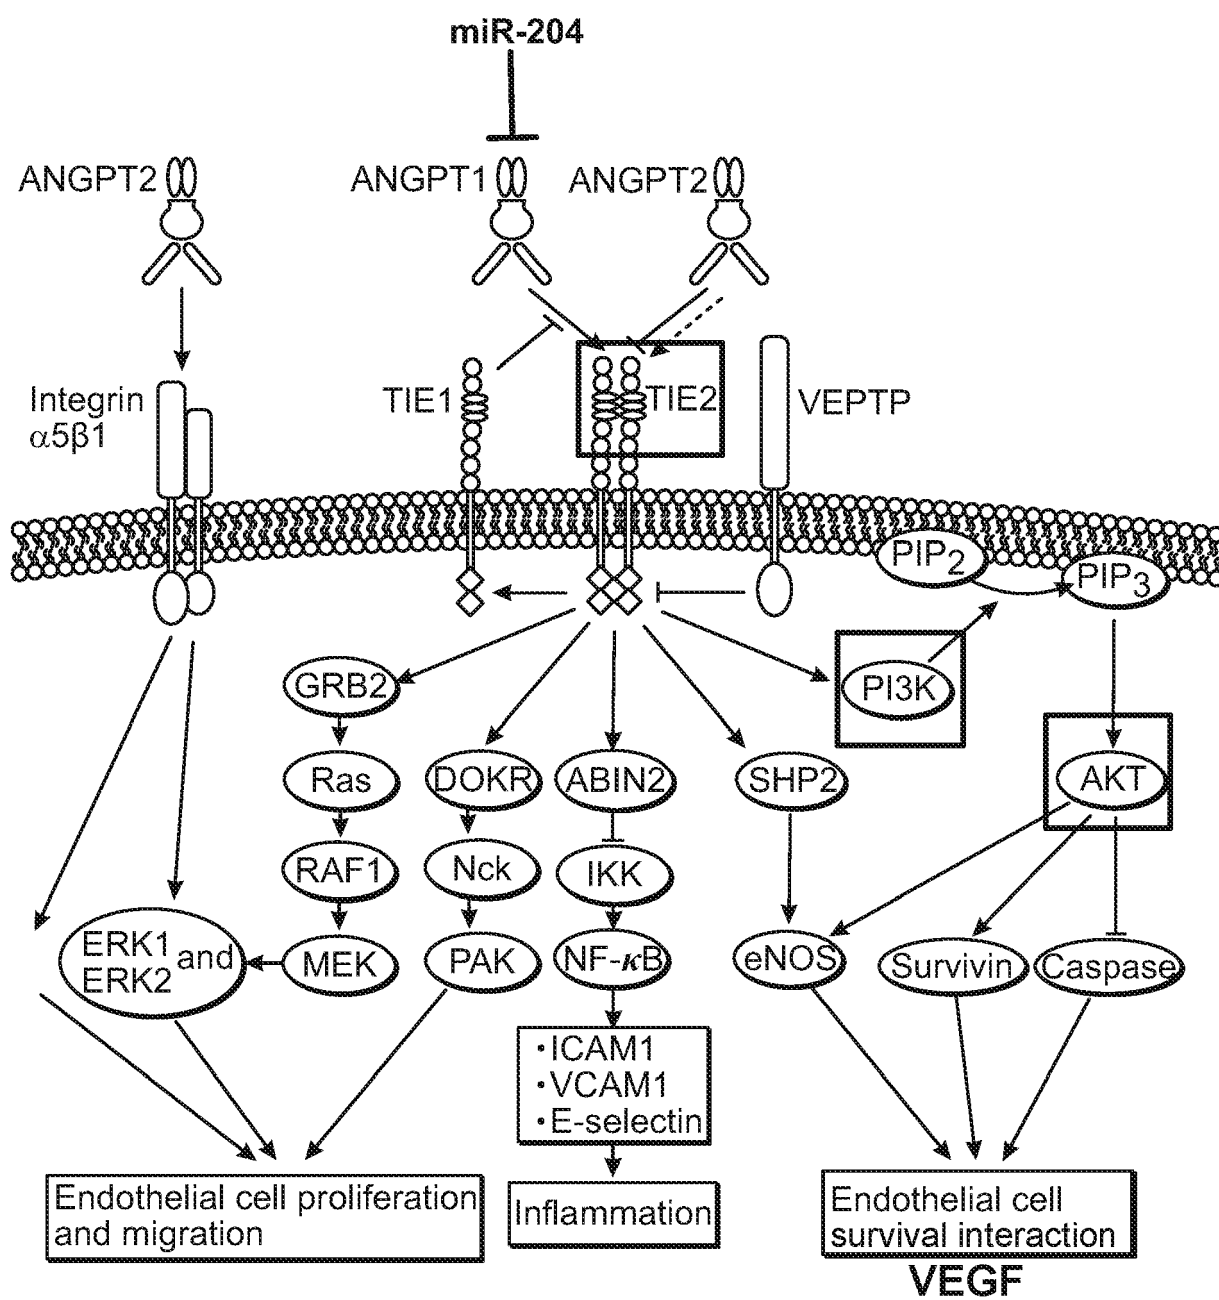 miR-204
ANGPT2
ANGPT1
ANGPT2
Integrin
α5β1
TIE1
TIE2
VEPTP
PIP2
PIP3
GRB2
PI3K
Ras
DOKR
ABIN2
SHP2
AKT
RAF1
Nck
IKK
ERK1
ERK2
and
MEK
PAK
NF-κB
eNOS
Survivin
Caspase
·ICAM1
·VCAM1
·E-selectin
Endothelial cell proliferation
and migration
Inflammation
Endothelial cell
survival interaction
VEGF